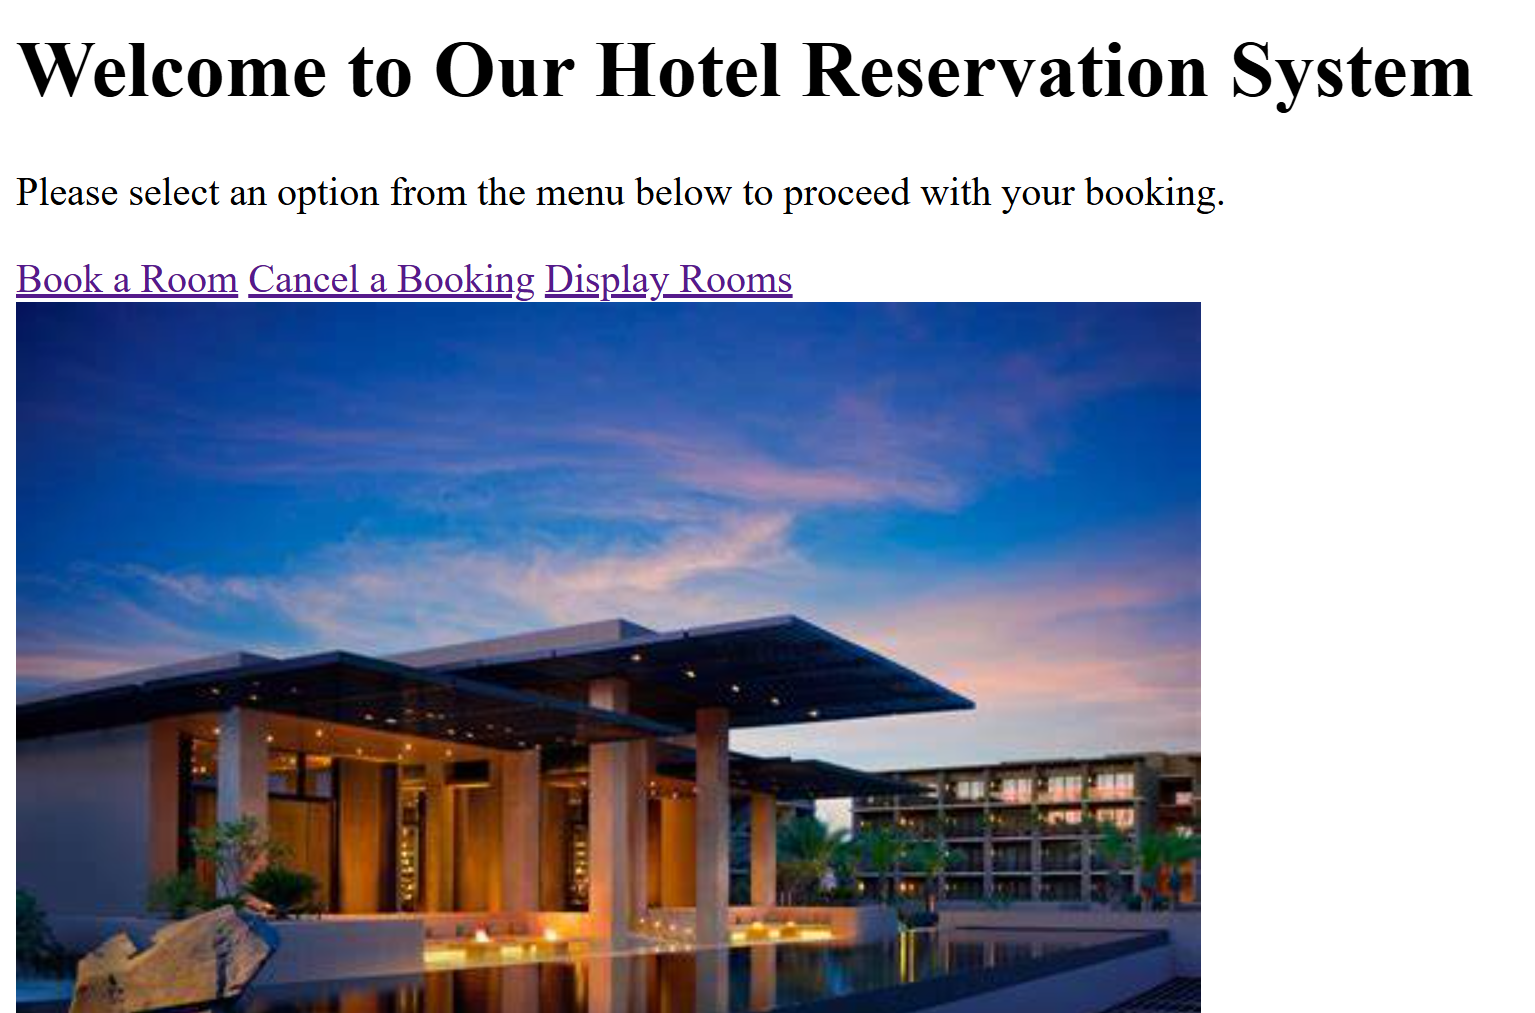 Welcome to Our Hotel Reservation System
Please select an option from the menu below to proceed with your booking.
Book a Room Cancel a Booking Display Rooms